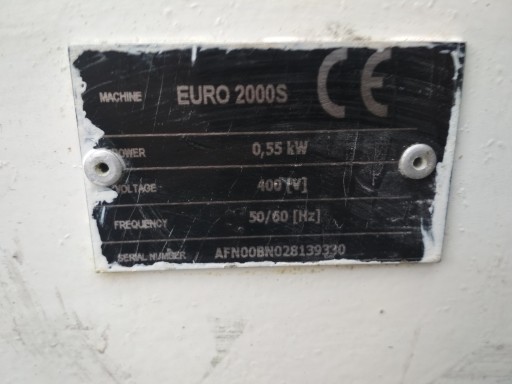 CE
MACHINE EURO 2000S
POWER 0,55 kW
VOLTAGE 400 [V]
FREQUENCY 50/60 [Hz]
SERIAL NUMBER AFN00BN028139330